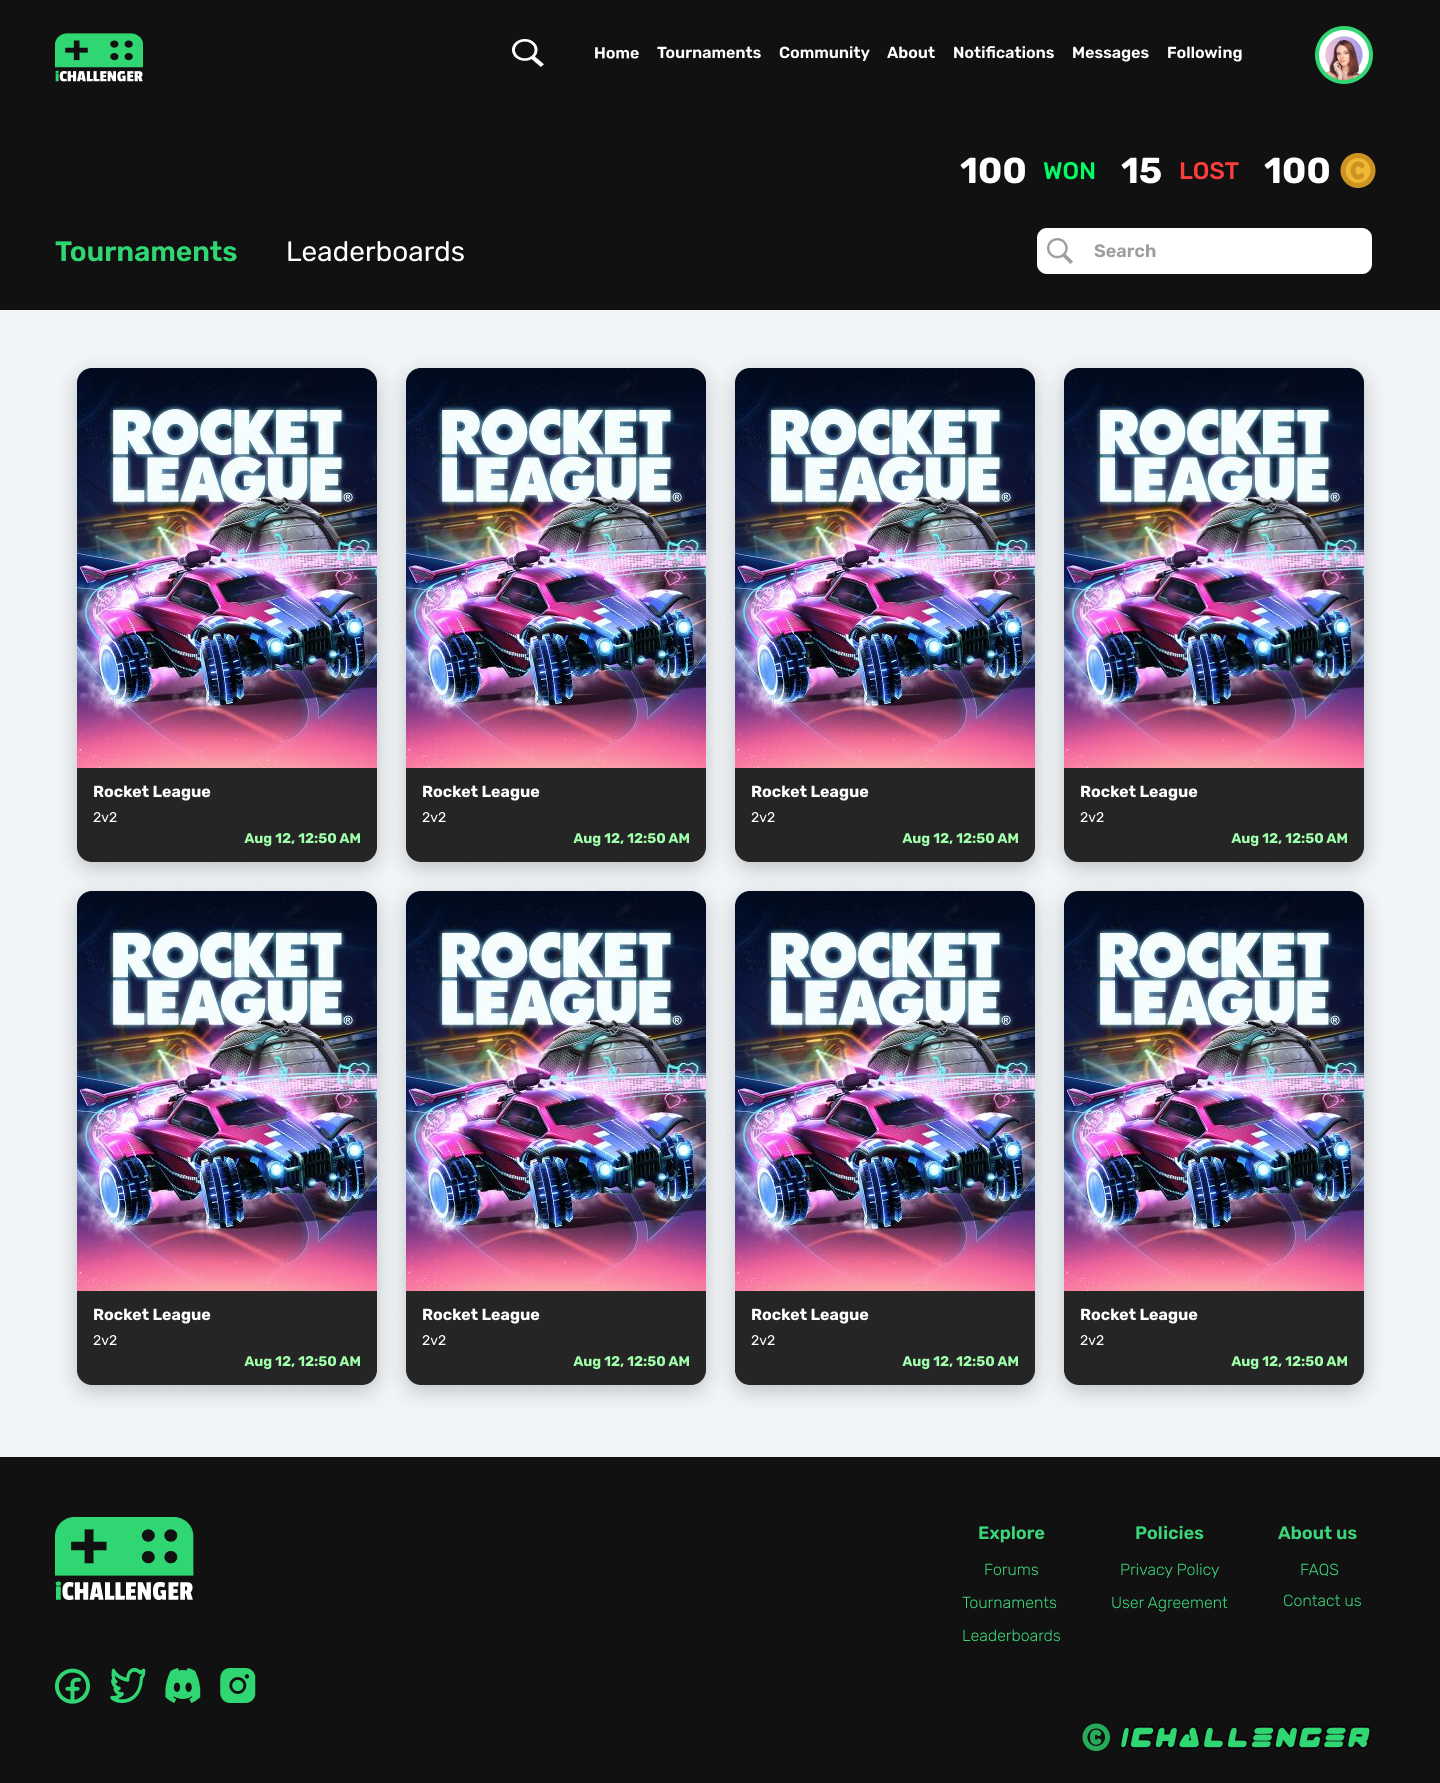 iCHALLENGER
Home Tournaments Community About Notifications Messages Following
100 WON 15 LOST 100 C
Tournaments Leaderboards
Search
ROCKET
LEAGUE®
Rocket League
2v2
Aug 12, 12:50 AM
ROCKET
LEAGUE®
Rocket League
2v2
Aug 12, 12:50 AM
ROCKET
LEAGUE®
Rocket League
2v2
Aug 12, 12:50 AM
ROCKET
LEAGUE®
Rocket League
2v2
Aug 12, 12:50 AM
ROCKET
LEAGUE®
Rocket League
2v2
Aug 12, 12:50 AM
ROCKET
LEAGUE®
Rocket League
2v2
Aug 12, 12:50 AM
ROCKET
LEAGUE®
Rocket League
2v2
Aug 12, 12:50 AM
ROCKET
LEAGUE®
Rocket League
2v2
Aug 12, 12:50 AM
iCHALLENGER
Explore
Forums
Tournaments
Leaderboards
Policies
Privacy Policy
User Agreement
About us
FAQS
Contact us
© ICHALLENGER